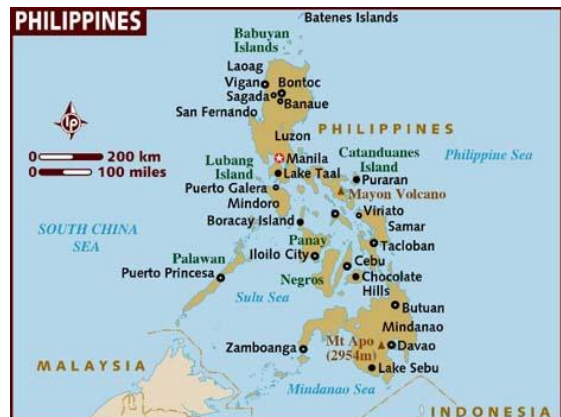 PHILIPPINES
Batenes Islands
Babuyan
Islands
Laoag
Vigan
Bontoc
Sagada
Banaue
San Fernando
Luzon
PHILIPPINES
0 200 km
0 100 miles
Lubang
Island
Manila
Lake Taal
Catanduanes
Island
Philippine Sea
Puraran
Puerto Galera
Mindoro
Mayon Volcano
Viriato
Boracay Island
Samar
SOUTH CHINA
SEA
Panay
Tacloban
Palawan
Iloilo City
Cebu
Puerto Princesa
Negros
Chocolate
Hills
Sulu Sea
Butuan
Mindanao
Zamboanga
Mt Apo
(2954m)
Davao
MALAYSIA
Lake Sebu
Mindanao Sea
INDONESIA